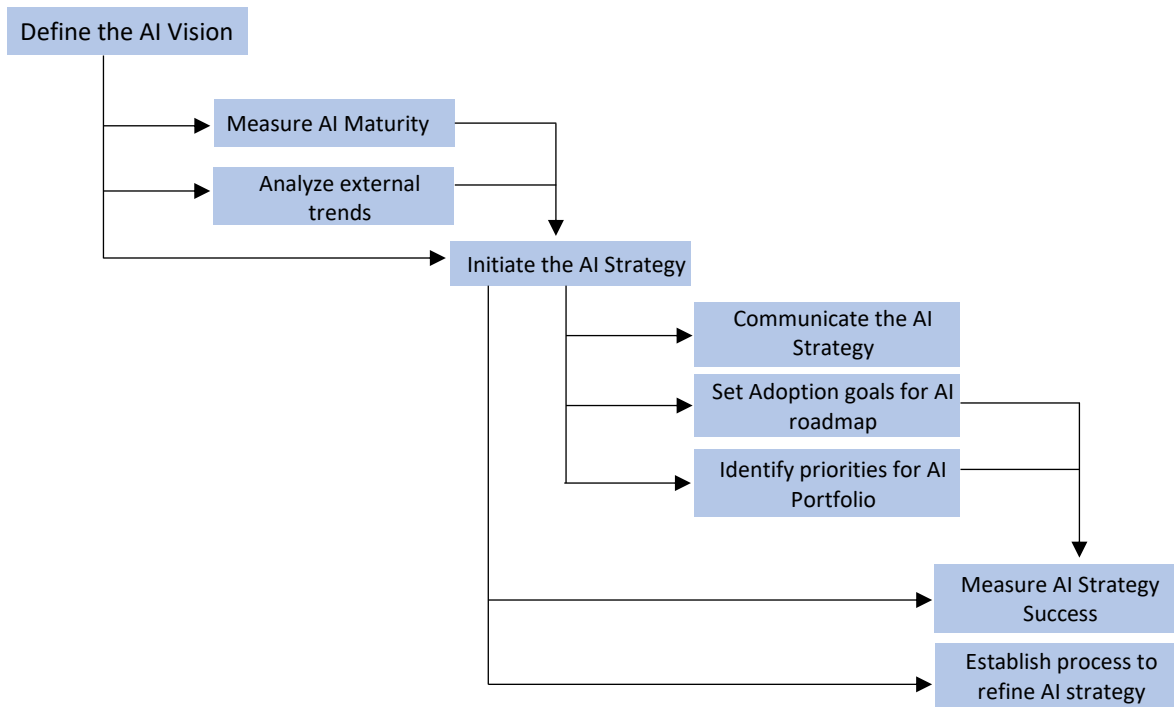 Define the AI Vision
Measure AI Maturity
Analyze external
trends
Initiate the AI Strategy
Communicate the AI
Strategy
Set Adoption goals for AI
roadmap
Identify priorities for AI
Portfolio
Measure AI Strategy
Success
Establish process to
refine AI strategy